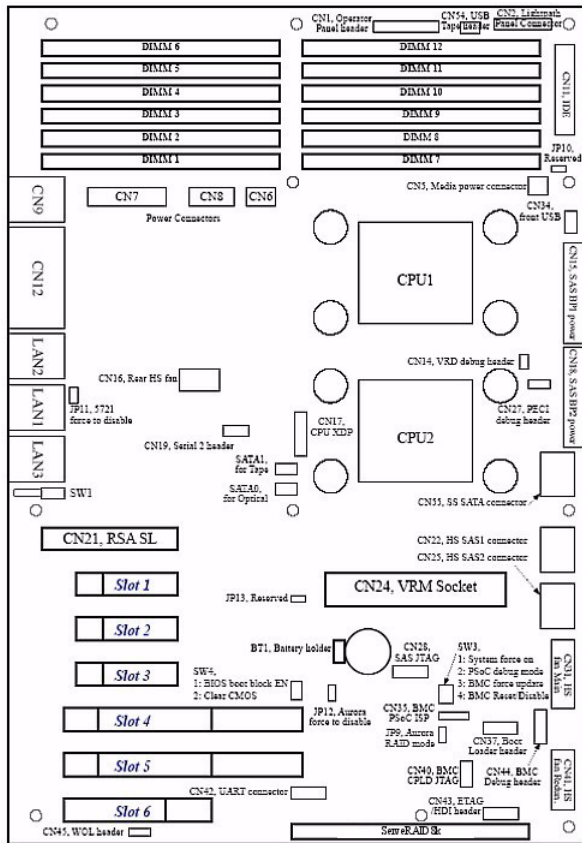 CN1, Operator
Panel header
CN54, USB
Tape header
CN2, Lightpath
Panel Connector
DIMM 6
DIMM 5
DIMM 4
DIMM 3
DIMM 2
DIMM 1
DIMM 12
DIMM 11
DIMM 10
DIMM 9
DIMM 8
DIMM 7
CN11, IDE
JP10,
Reserved
CN5, Media power connector
CN9
CN7
CN8
CN6
Power Connectors
CN34,
front USB
CN12
CPU1
CN15, SAS BP1 power
LAN2
CN16, Rear HS fan
CN14, VRD debug header
CN18, SAS BP2 power
LAN1
JP11, 5721
force to disable
CN17,
CPU XDP
CPU2
CN27, PECI
debug header
CN19, Serial 2 header
LAN3
SATA1,
for Tape
SATA0,
for Optical
SW1
CN55, SS SATA connector
CN21, RSA SL
CN22, HS SAS1 connector
CN25, HS SAS2 connector
Slot 1
CN24, VRM Socket
JP13, Reserved
Slot 2
BT1, Battery holder
CN28,
SAS JTAG
SW3,
1: System force on
2: PSoC debug mode
3: BMC force update
4: BMC Reset/Disable
CN31, HS
fan Main
Slot 3
SW4,
1: BIOS boot block EN
2: Clear CMOS
JP12, Aurora
force to disable
CN35, BMC
PSoC ISP
Slot 4
JP9, Aurora
RAID mode
CN37, Boot
Loader header
CN44, BMC
Debug header
Slot 5
CN40, BMC
CPLD JTAG
CN41, HS
fan Redun.
CN42, UART connector
Slot 6
CN43, ETAG
/HDI header
CN45, WOL header
ServeRAID 8k